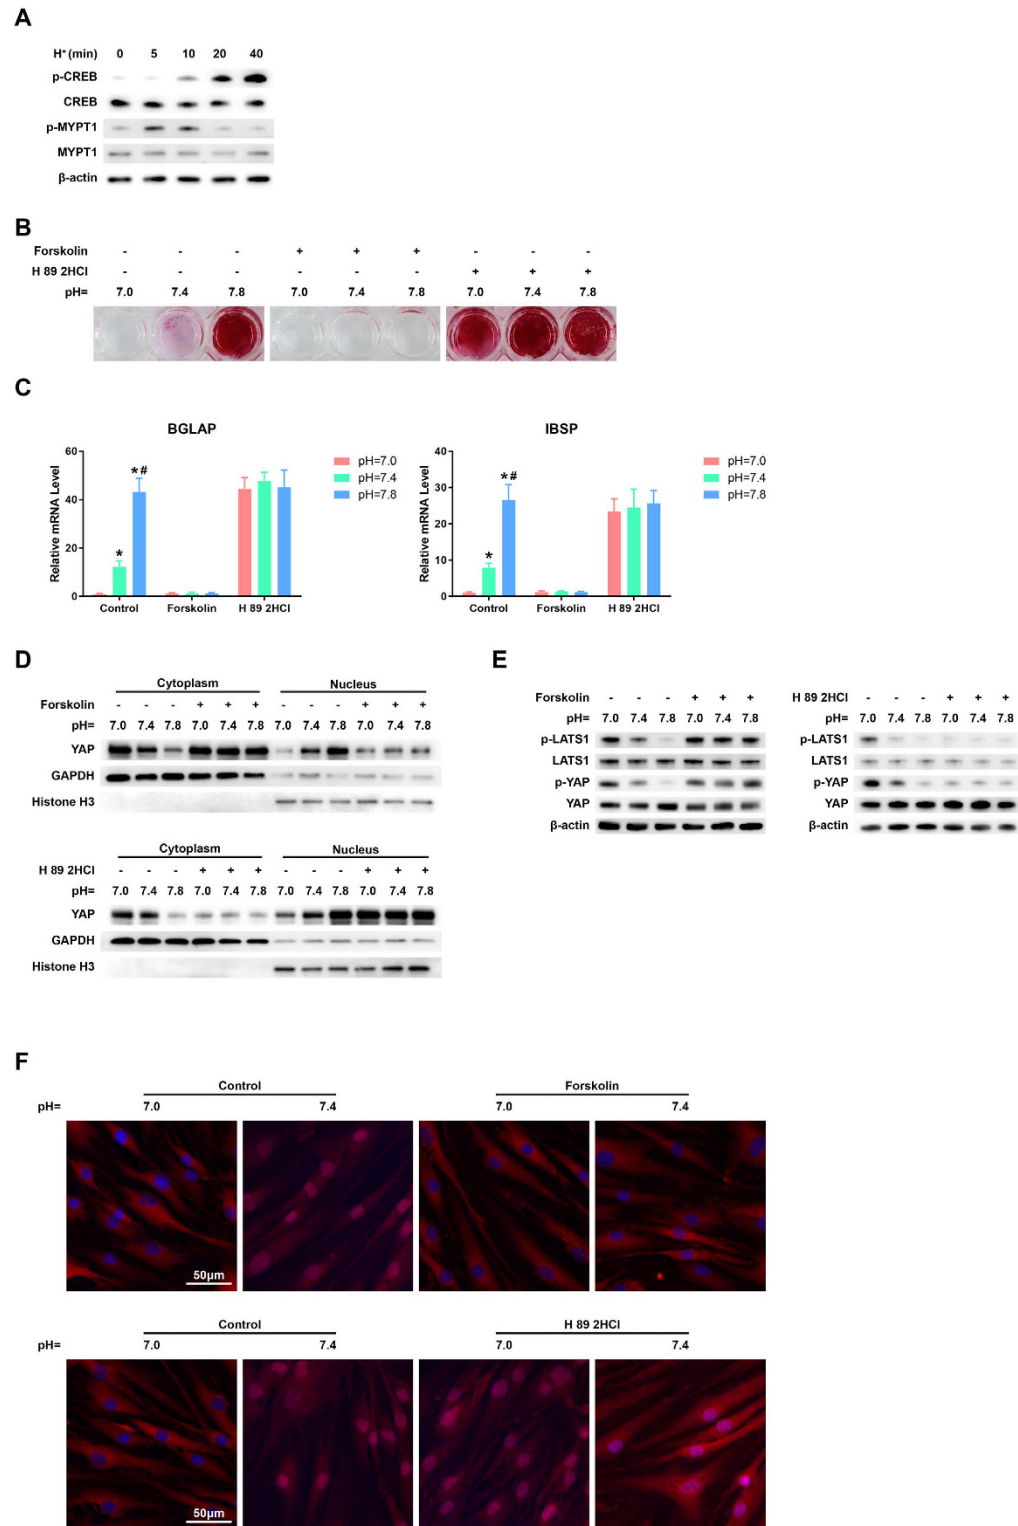 A
H⁺(min) 0 5 10 20 40
p-CREB
CREB
p-MYPT1
MYPT1
β-actin
B
Forskolin - - - + + + - - -
H 89 2HCl - - - - - - + + +
pH= 7.0 7.4 7.8 7.0 7.4 7.8 7.0 7.4 7.8
C
BGLAP
Relative mRNA Level
60
40
20
0
* *#
Control Forskolin H 89 2HCl
pH=7.0
pH=7.4
pH=7.8
IBSP
Relative mRNA Level
40
30
20
10
0
* *#
Control Forskolin H 89 2HCl
pH=7.0
pH=7.4
pH=7.8
D
Cytoplasm Nucleus
Forskolin - - - + + + - - - + + +
pH= 7.0 7.4 7.8 7.0 7.4 7.8 7.0 7.4 7.8 7.0 7.4 7.8
YAP
GAPDH
Histone H3
Cytoplasm Nucleus
H 89 2HCl - - - + + + - - - + + +
pH= 7.0 7.4 7.8 7.0 7.4 7.8 7.0 7.4 7.8 7.0 7.4 7.8
YAP
GAPDH
Histone H3
E
Forskolin - - - + + +
pH= 7.0 7.4 7.8 7.0 7.4 7.8
p-LATS1
LATS1
p-YAP
YAP
β-actin
H 89 2HCl - - - + + +
pH= 7.0 7.4 7.8 7.0 7.4 7.8
p-LATS1
LATS1
p-YAP
YAP
β-actin
F
Control Forskolin
pH= 7.0 7.4 7.0 7.4
50μm
Control H 89 2HCl
pH= 7.0 7.4 7.0 7.4
50μm